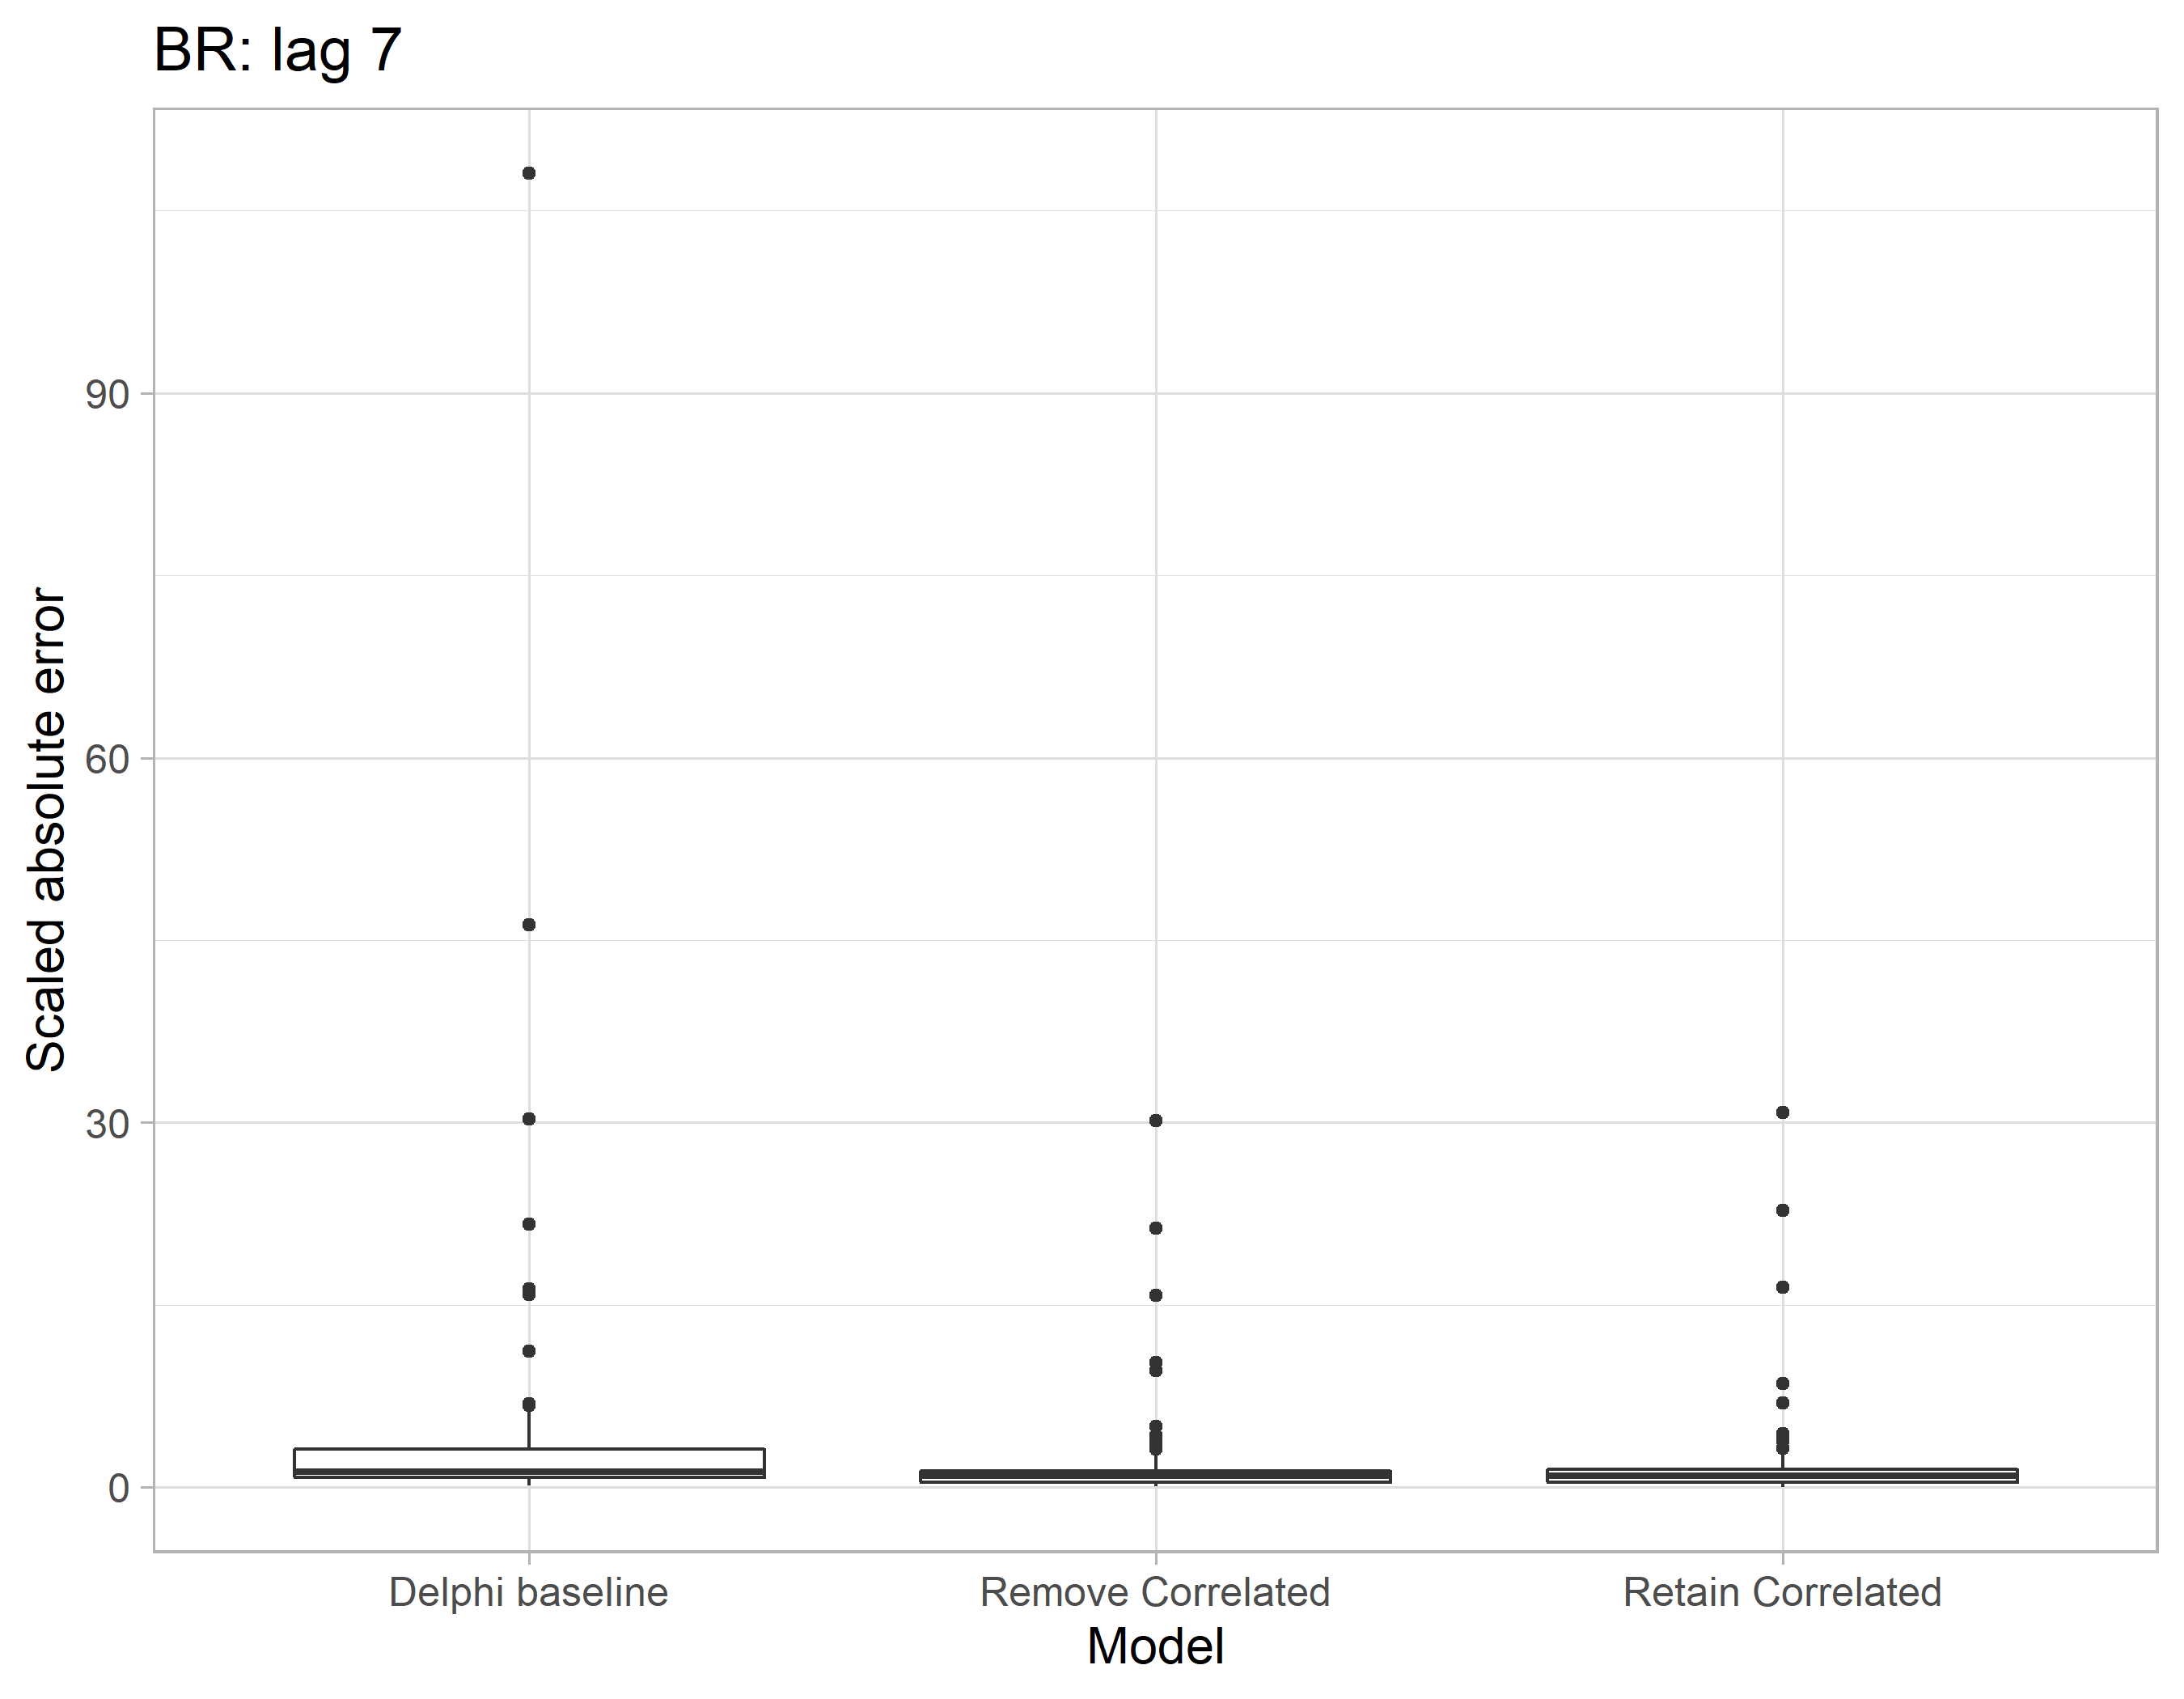 BR: lag 7
Scaled absolute error
90
60
30
0
Delphi baseline
Remove Correlated
Retain Correlated
Model